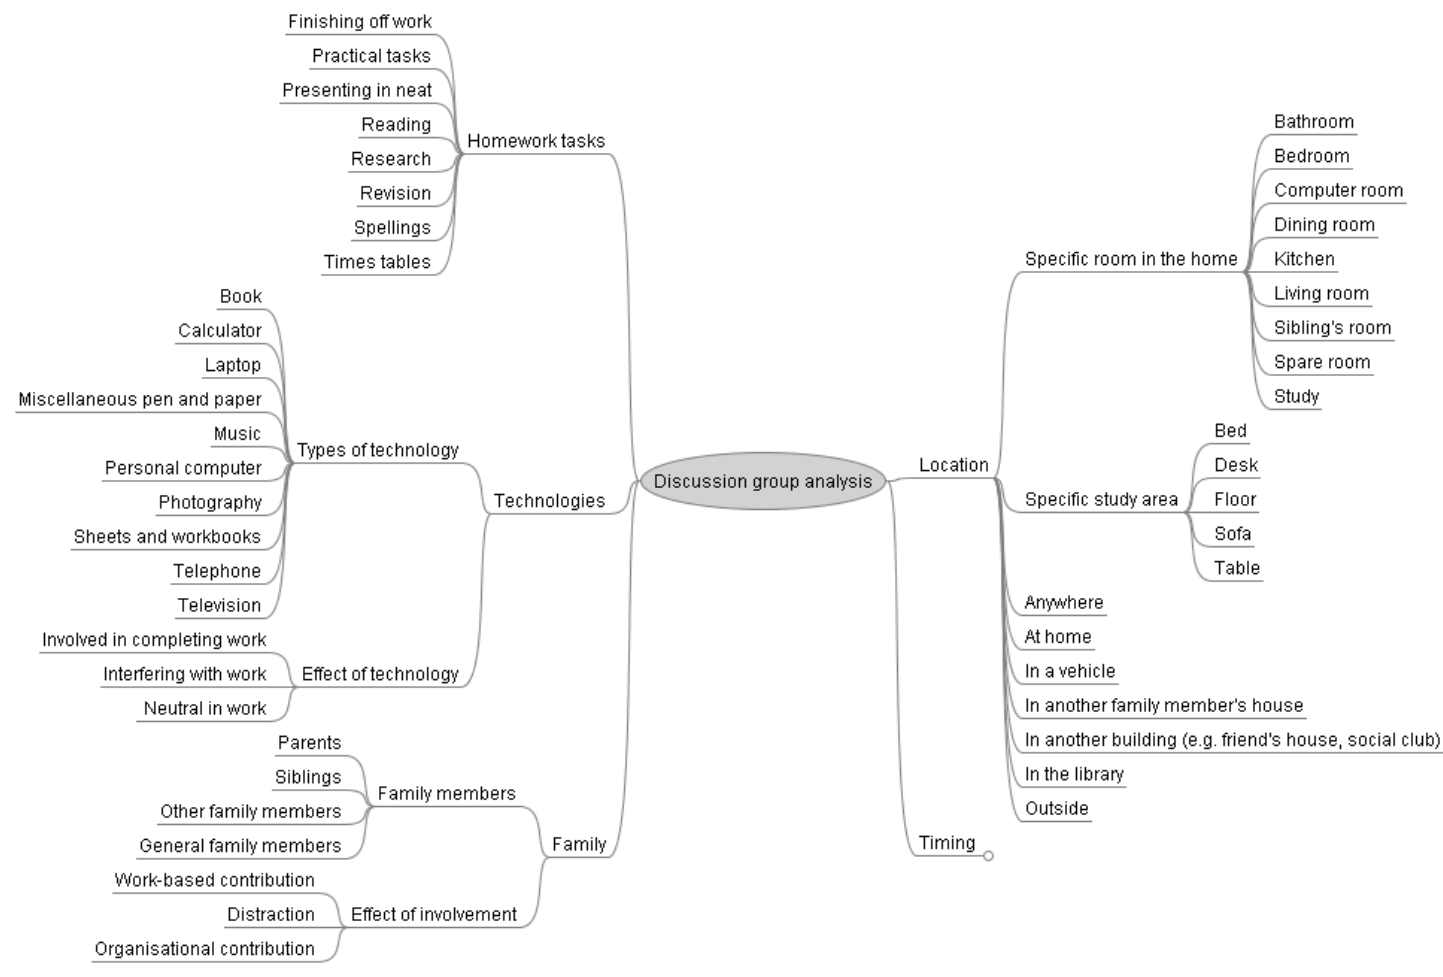 Finishing off work
Practical tasks
Presenting in neat
Reading
Research
Revision
Spellings
Times tables
Homework tasks
Book
Calculator
Laptop
Miscellaneous pen and paper
Music
Personal computer
Photography
Sheets and workbooks
Telephone
Television
Types of technology
Involved in completing work
Interfering with work
Neutral in work
Effect of technology
Technologies
Parents
Siblings
Other family members
General family members
Family members
Work-based contribution
Distraction
Organisational contribution
Effect of involvement
Family
Discussion group analysis
Location
Specific room in the home
Bathroom
Bedroom
Computer room
Dining room
Kitchen
Living room
Sibling's room
Spare room
Study
Specific study area
Bed
Desk
Floor
Sofa
Table
Anywhere
At home
In a vehicle
In another family member's house
In another building (e.g. friend's house, social club)
In the library
Outside
Timing